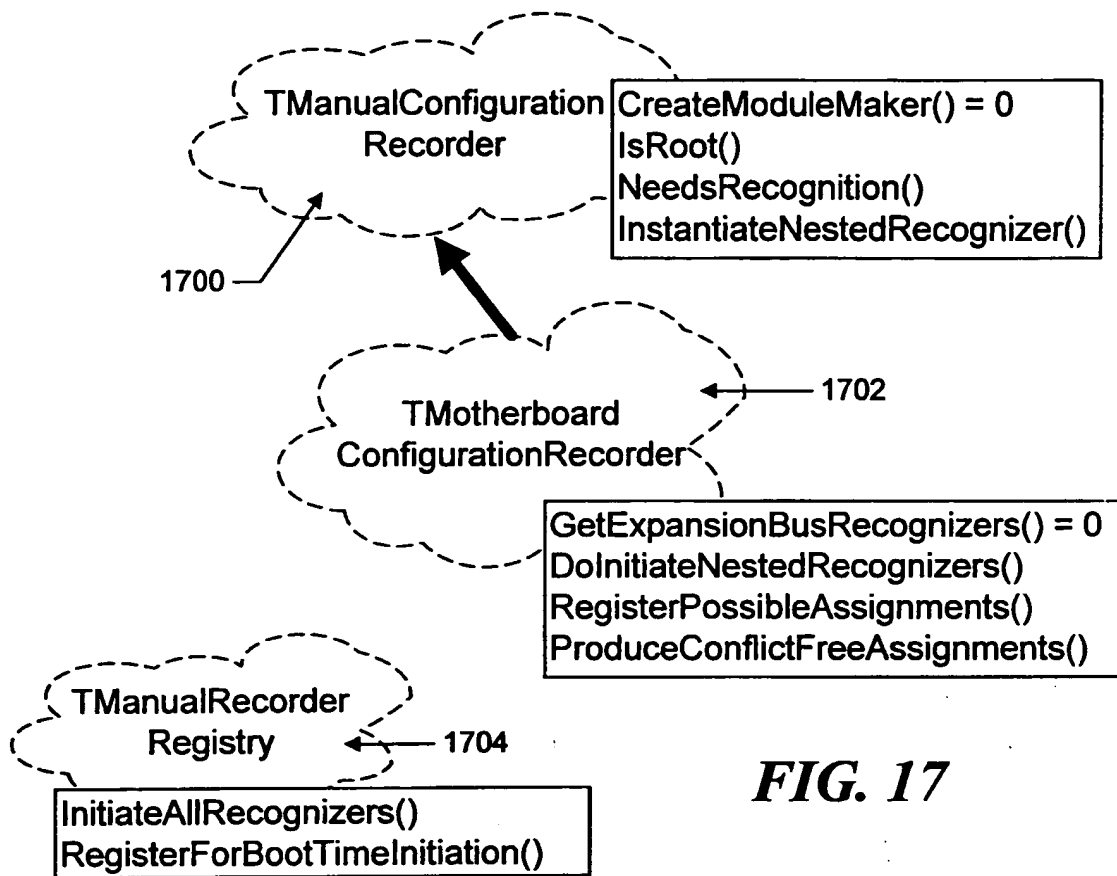 TManualConfiguration
Recorder
CreateModuleMaker() = 0
IsRoot()
NeedsRecognition()
InstantiateNestedRecognizer()
1700
1702
TMotherboard
ConfigurationRecorder
GetExpansionBusRecognizers() = 0
DoInitiateNestedRecognizers()
RegisterPossibleAssignments()
ProduceConflictFreeAssignments()
TManualRecorder
Registry
1704
InitiateAllRecognizers()
RegisterForBootTimeInitiation()
FIG. 17